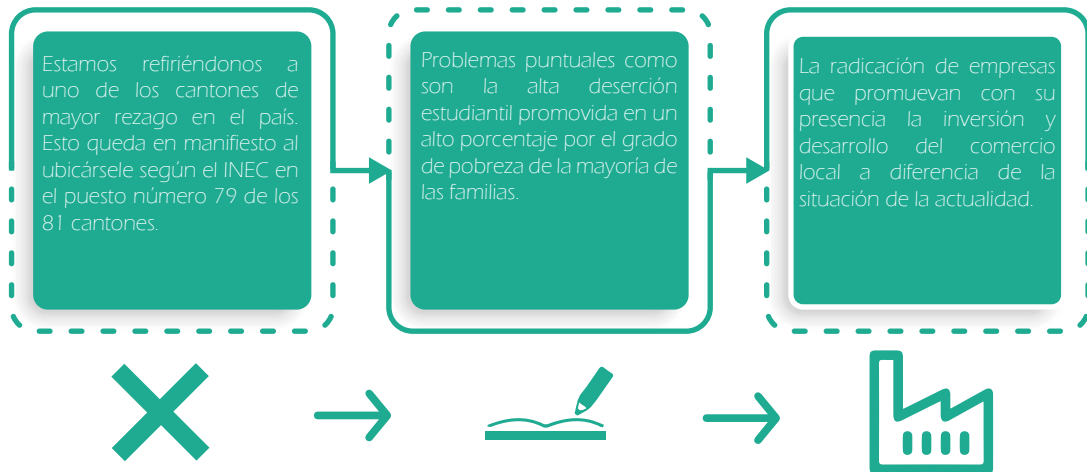 Estamos refiriéndonos a
uno de los cantones de
mayor rezago en el país.
Esto queda en manifiesto al
ubicársele según el INEC en
el puesto número 79 de los
81 cantones.
Problemas puntuales como
son la alta deserción
estudiantil promovida en un
alto porcentaje por el grado
de pobreza de la mayoría de
las familias.
La radicación de empresas
que promuevan con su
presencia la inversión y
desarrollo del comercio
local a diferencia de la
situación de la actualidad.